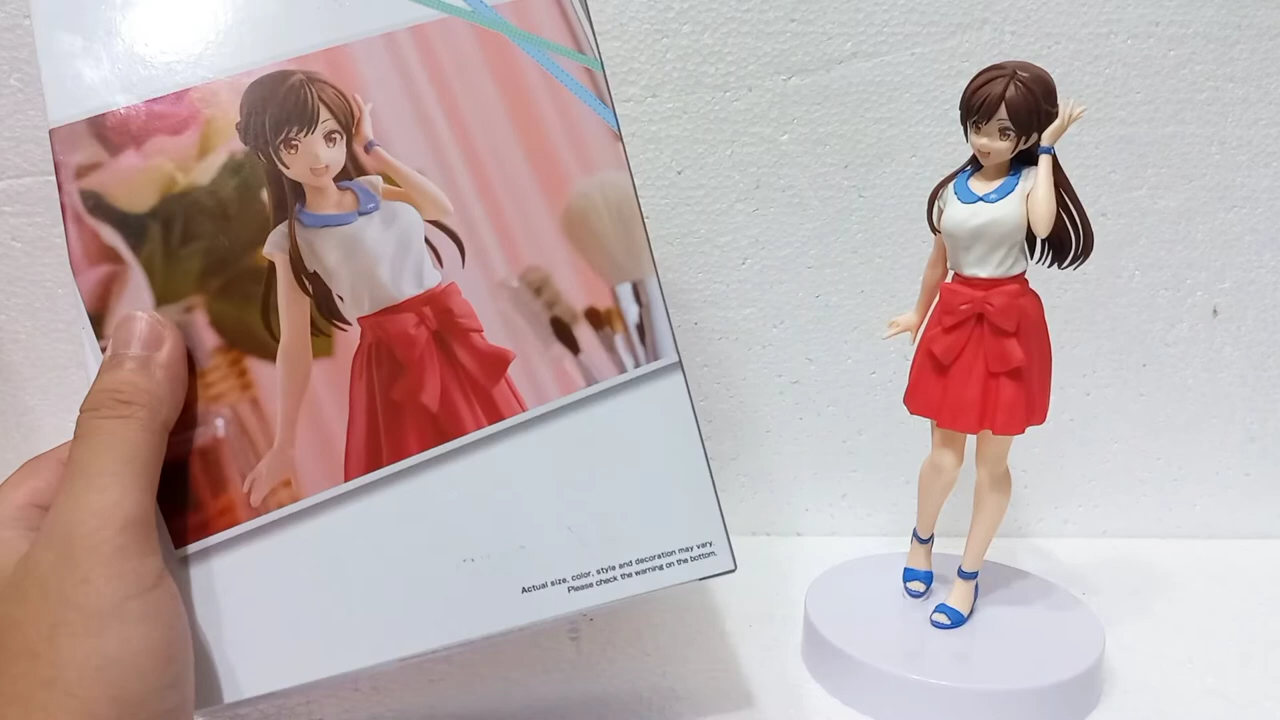 Actual size, color, style and decoration may vary.
Please check the warning on the bottom.